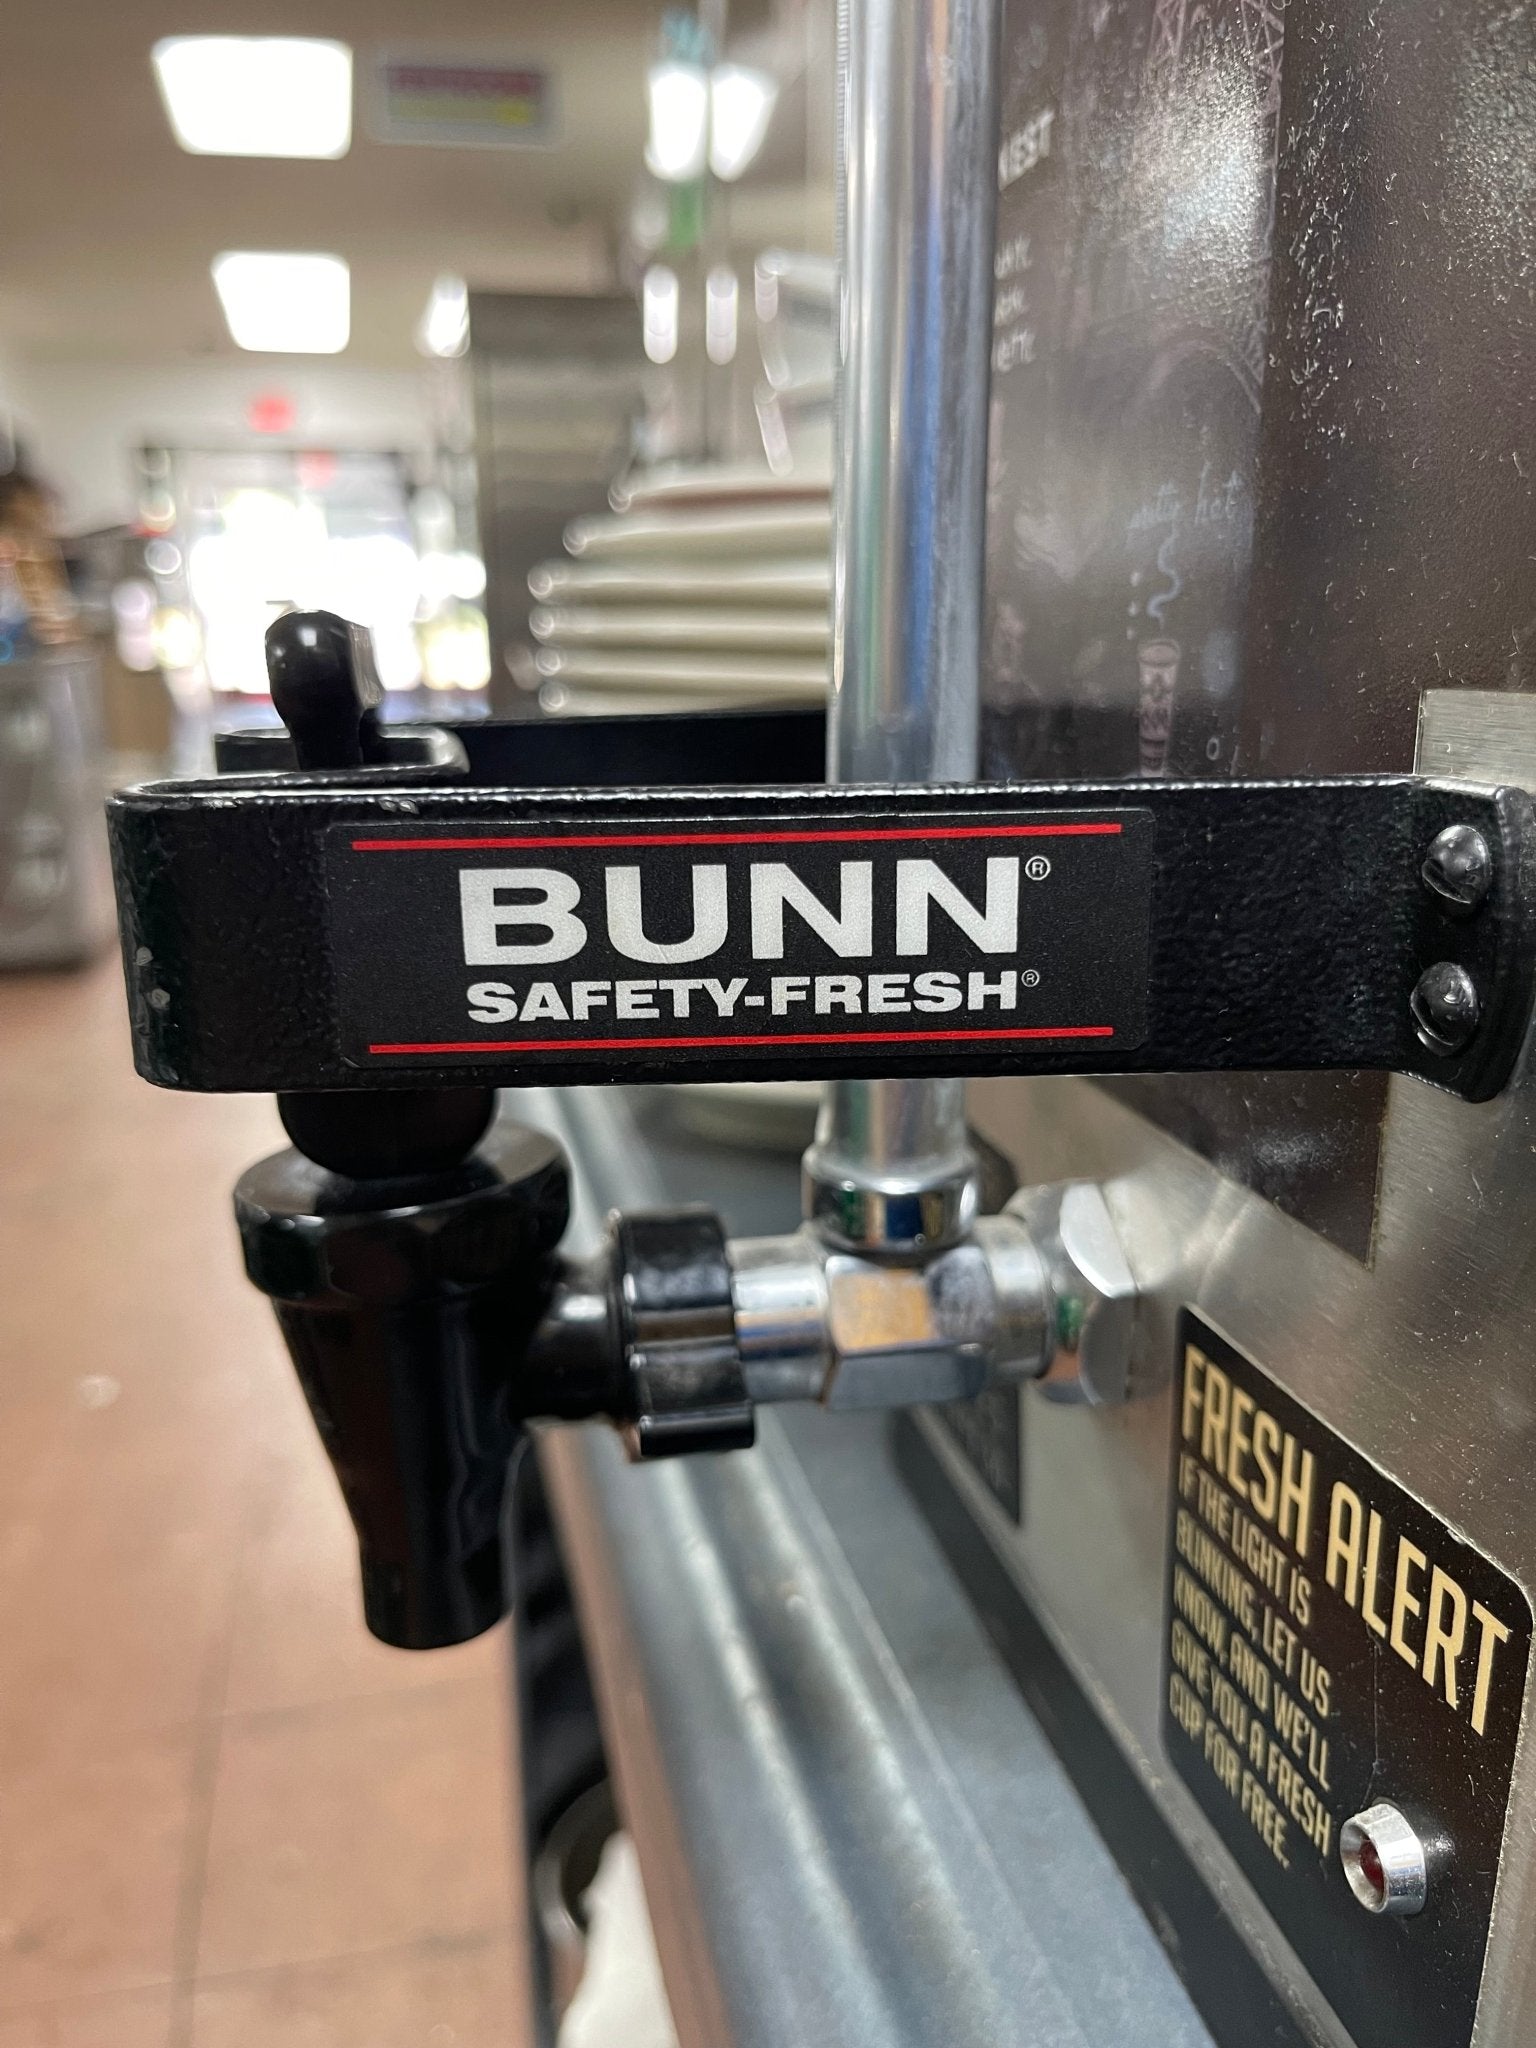 BUNN®
SAFETY-FRESH®
FRESH ALERT
IF THE LIGHT IS
BLINKING, LET US
KNOW, AND WE'LL
GIVE YOU A FRESH
CUP FOR FREE.
hot